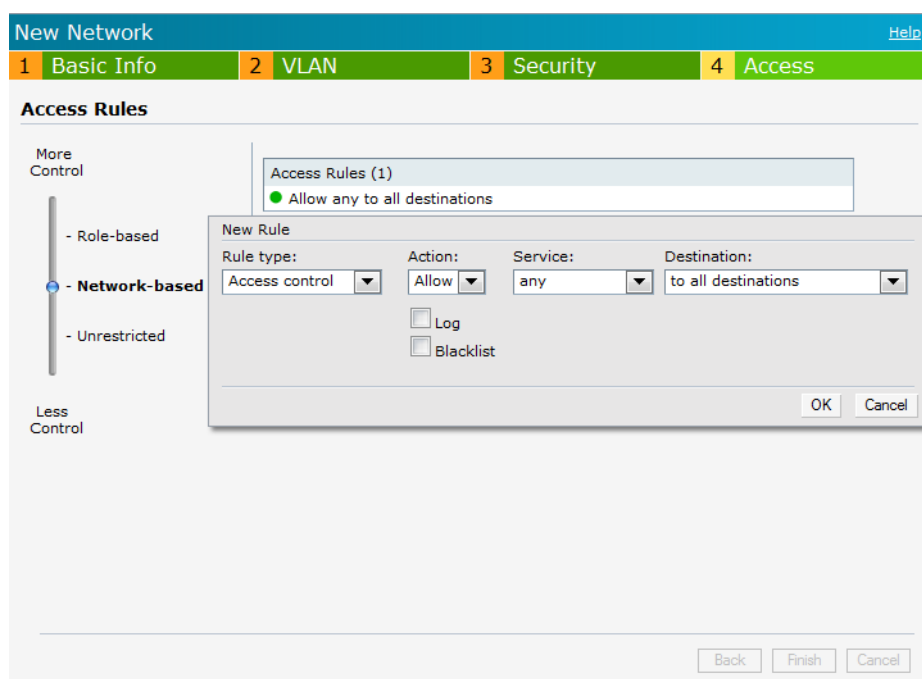 New Network
Help
1 Basic Info 2 VLAN 3 Security 4 Access
Access Rules
More
Control
- Role-based
- Network-based
- Unrestricted
Less
Control
Access Rules (1)
Allow any to all destinations
New Rule
Rule type: Action: Service: Destination:
Access control Allow any to all destinations
Log
Blacklist
OK Cancel
Back Finish Cancel